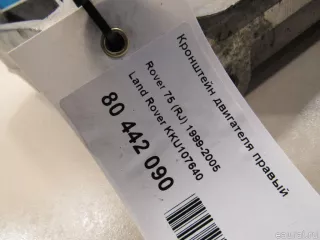 Кронштейн двигателя правый
Rover 75 (RJ) 1999-2005
Land Rover KKU107640
80 442 090